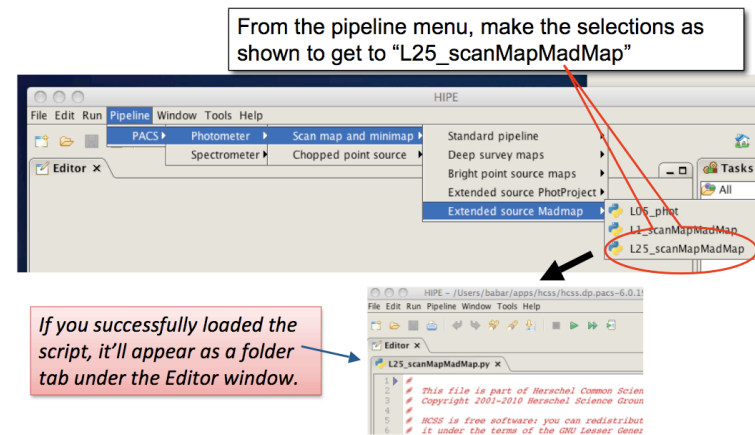 From the pipeline menu, make the selections as
shown to get to “L25_scanMapMadMap”
HIPE
File Edit Run Pipeline Window Tools Help
PACS Photometer Scan map and minimap Standard pipeline
Spectrometer Chopped point source Deep survey maps
Editor × Tasks
Bright point source maps
All
Extended source PhotProject
Extended source Madmap L05_phot
L1_scanMapMadMap
L25_scanMapMadMap
If you successfully loaded the
script, it’ll appear as a folder
tab under the Editor window.
HIPE – /Users/babar/apps/hcss/hcss.dp.pacs-6.0.19
File Edit Run Pipeline Window Tools Help
Editor ×
L25_scanMapMadMap.py ×
1 #
2 # This file is part of Herschel Common Scien
3 # Copyright 2001-2010 Herschel Science Groun
4 #
5 # HCSS is free software: you can redistribut
6 # it under the terms of the GNU Lesser Gener